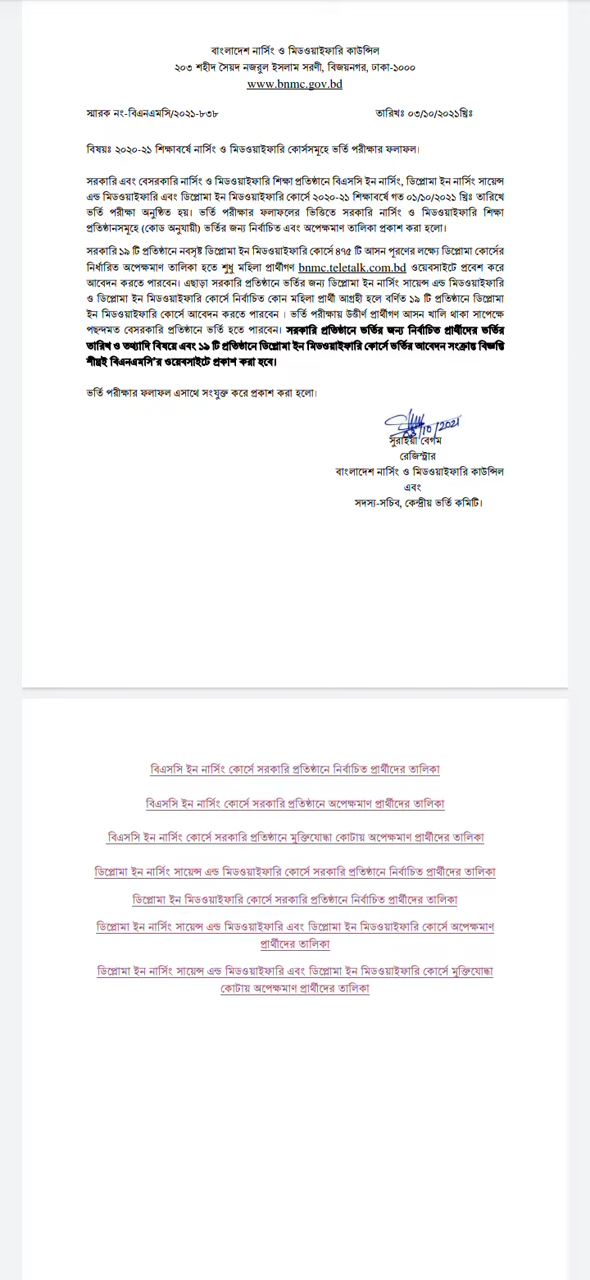 বাংলাদেশ নার্সিং ও মিডওয়াইফারি কাউন্সিল
২০৩ শহীদ সৈয়দ নজরুল ইসলাম সরণী, বিজয়নগর, ঢাকা-১০০০
www.bnmc.gov.bd
স্মারক নং-বিএনএমসি/২০২১-৮৩৮ তারিখঃ ০৩/১০/২০২১খ্রিঃ
বিষয়ঃ ২০২০-২১ শিক্ষাবর্ষে নার্সিং ও মিডওয়াইফারি কোর্সসমূহে ভর্তি পরীক্ষার ফলাফল।
সরকারি এবং বেসরকারি নার্সিং ও মিডওয়াইফারি শিক্ষা প্রতিষ্ঠানে বিএসসি ইন নার্সিং, ডিপ্লোমা ইন নার্সিং সায়েন্স
এন্ড মিডওয়াইফারি এবং ডিপ্লোমা ইন মিডওয়াইফারি কোর্সে ২০২০-২১ শিক্ষাবর্ষে গত ০১/১০/২০২১ খ্রিঃ তারিখে
ভর্তি পরীক্ষা অনুষ্ঠিত হয়। ভর্তি পরীক্ষার ফলাফলের ভিত্তিতে সরকারি নার্সিং ও মিডওয়াইফারি শিক্ষা
প্রতিষ্ঠানসমূহে (কোড অনুযায়ী) ভর্তির জন্য নির্বাচিত এবং অপেক্ষমাণ তালিকা প্রকাশ করা হলো।
সরকারি ১৯ টি প্রতিষ্ঠানে নবসৃষ্ট ডিপ্লোমা ইন মিডওয়াইফারি কোর্সে ৪৭৫ টি আসন পূরণের লক্ষ্যে ডিপ্লোমা কোর্সের
নির্ধারিত অপেক্ষমাণ তালিকা হতে শুধু মহিলা প্রার্থীগণ bnmc.teletalk.com.bd ওয়েবসাইটে প্রবেশ করে
আবেদন করতে পারবেন। এছাড়া সরকারি প্রতিষ্ঠানে ভর্তির জন্য ডিপ্লোমা ইন নার্সিং সায়েন্স এন্ড মিডওয়াইফারি
ও ডিপ্লোমা ইন মিডওয়াইফারি কোর্সে নির্বাচিত কোন মহিলা প্রার্থী আগ্রহী হলে বর্ণিত ১৯ টি প্রতিষ্ঠানে ডিপ্লোমা
ইন মিডওয়াইফারি কোর্সে আবেদন করতে পারবেন । ভর্তি পরীক্ষায় উত্তীর্ণ প্রার্থীগণ আসন খালি থাকা সাপেক্ষে
পছন্দমত বেসরকারি প্রতিষ্ঠানে ভর্তি হতে পারবেন। সরকারি প্রতিষ্ঠানে ভর্তির জন্য নির্বাচিত প্রার্থীদের ভর্তির
তারিখ ও তথ্যাদি বিষয়ে এবং ১৯ টি প্রতিষ্ঠানে ডিপ্লোমা ইন মিডওয়াইফারি কোর্সে ভর্তির আবেদন সংক্রান্ত বিজ্ঞপ্তি
শীঘ্রই বিএনএমসি'র ওয়েবসাইটে প্রকাশ করা হবে।
ভর্তি পরীক্ষার ফলাফল এসাথে সংযুক্ত করে প্রকাশ করা হলো।
03/10/2021
সুরাইয়া বেগম
রেজিস্ট্রার
বাংলাদেশ নার্সিং ও মিডওয়াইফারি কাউন্সিল
এবং
সদস্য-সচিব, কেন্দ্রীয় ভর্তি কমিটি।
বিএসসি ইন নার্সিং কোর্সে সরকারি প্রতিষ্ঠানে নির্বাচিত প্রার্থীদের তালিকা
বিএসসি ইন নার্সিং কোর্সে সরকারি প্রতিষ্ঠানে অপেক্ষমাণ প্রার্থীদের তালিকা
বিএসসি ইন নার্সিং কোর্সে সরকারি প্রতিষ্ঠানে মুক্তিযোদ্ধা কোটায় অপেক্ষমাণ প্রার্থীদের তালিকা
ডিপ্লোমা ইন নার্সিং সায়েন্স এন্ড মিডওয়াইফারি কোর্সে সরকারি প্রতিষ্ঠানে নির্বাচিত প্রার্থীদের তালিকা
ডিপ্লোমা ইন মিডওয়াইফারি কোর্সে সরকারি প্রতিষ্ঠানে নির্বাচিত প্রার্থীদের তালিকা
ডিপ্লোমা ইন নার্সিং সায়েন্স এন্ড মিডওয়াইফারি এবং ডিপ্লোমা ইন মিডওয়াইফারি কোর্সে অপেক্ষমাণ
প্রার্থীদের তালিকা
ডিপ্লোমা ইন নার্সিং সায়েন্স এন্ড মিডওয়াইফারি এবং ডিপ্লোমা ইন মিডওয়াইফারি কোর্সে মুক্তিযোদ্ধা
কোটায় অপেক্ষমাণ প্রার্থীদের তালিকা